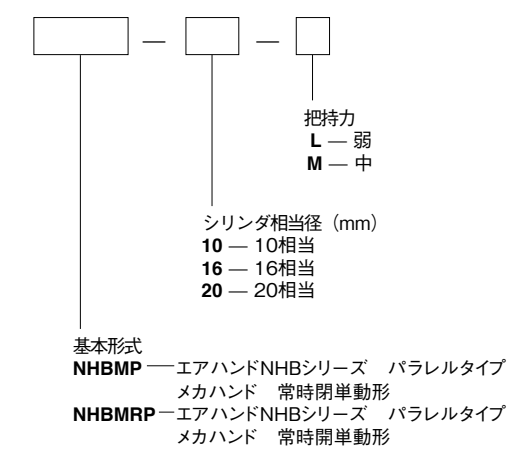 把持力
L — 弱
M — 中
シリンダ相当径（mm）
10 — 10相当
16 — 16相当
20 — 20相当
基本形式
NHBMP — エアハンドNHBシリーズ　パラレルタイプ
メカハンド　常時閉単動形
NHBMRP — エアハンドNHBシリーズ　パラレルタイプ
メカハンド　常時開単動形